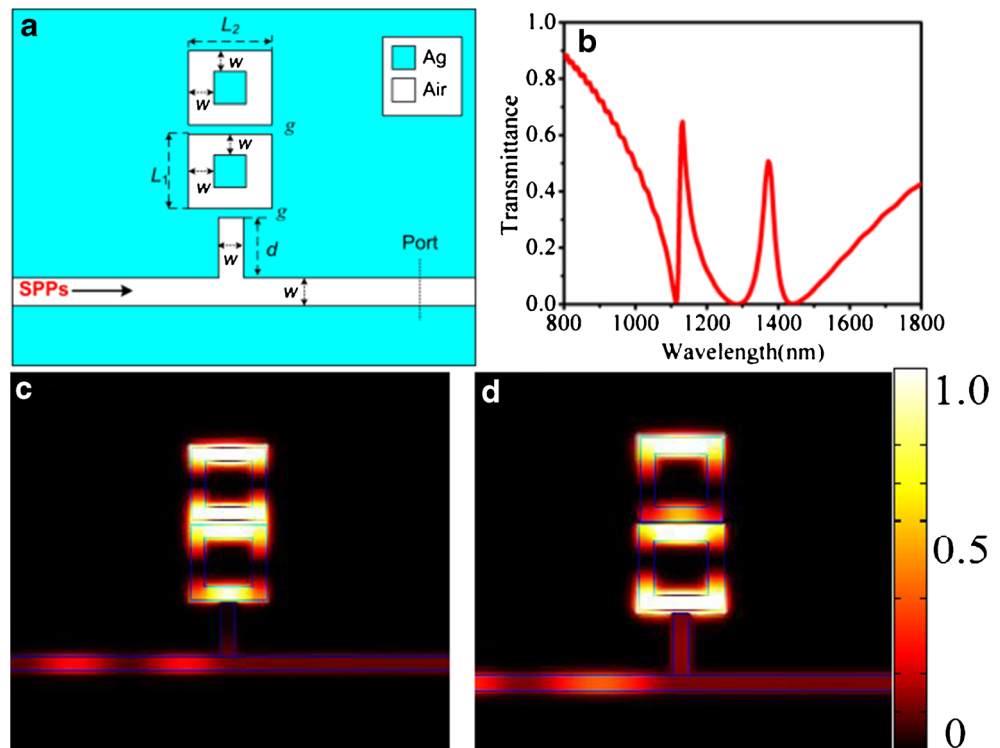 a
L2
w
w
Ag
Air
g
w
L1
w
g
Port
d
w
SPPs
w
b
Transmittance
1.0
0.8
0.6
0.4
0.2
0.0
800 1000 1200 1400 1600 1800
Wavelength(nm)
c
d
1.0
0.5
0